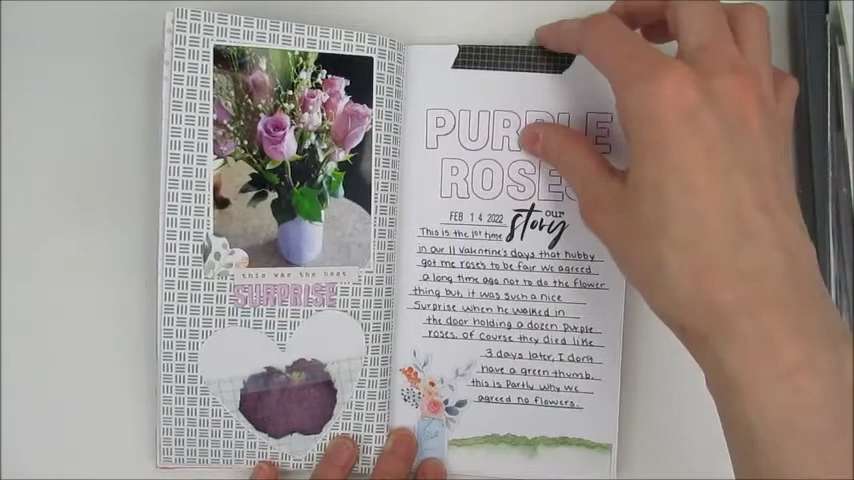 this was the best
SURPRISE
PURPLE
ROSES
FEB 14 2022
the our
story
This is the 1st time
in our 11 Valentine's days that hubby
got me roses to be fair we agreed
a long time ago not to do the flower
thing but, it was such a nice
Surprise when he walked in
the door holding a dozen purple
roses. Of course they died like
3 days later, I don't
have a green thumb.
this is Partly why we
agreed no flowers.